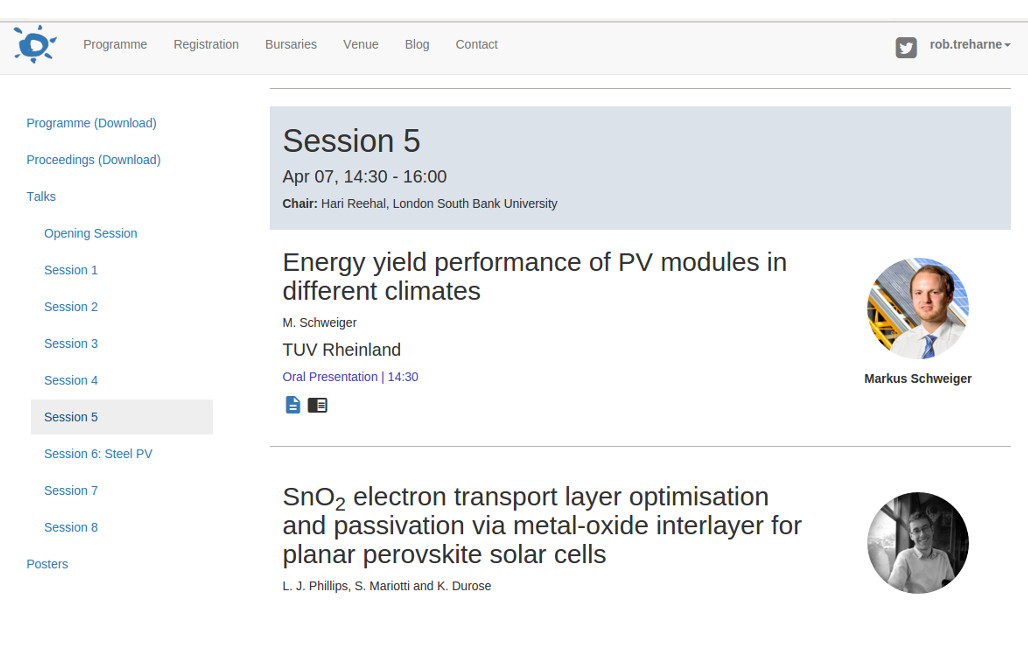 Programme Registration Bursaries Venue Blog Contact rob.treharne
Programme (Download)
Proceedings (Download)
Talks
Opening Session
Session 1
Session 2
Session 3
Session 4
Session 5
Session 6: Steel PV
Session 7
Session 8
Posters
Session 5
Apr 07, 14:30 - 16:00
Chair: Hari Reehal, London South Bank University
Energy yield performance of PV modules in
different climates
M. Schweiger
TUV Rheinland
Oral Presentation | 14:30
Markus Schweiger
SnO₂ electron transport layer optimisation
and passivation via metal-oxide interlayer for
planar perovskite solar cells
L. J. Phillips, S. Mariotti and K. Durose